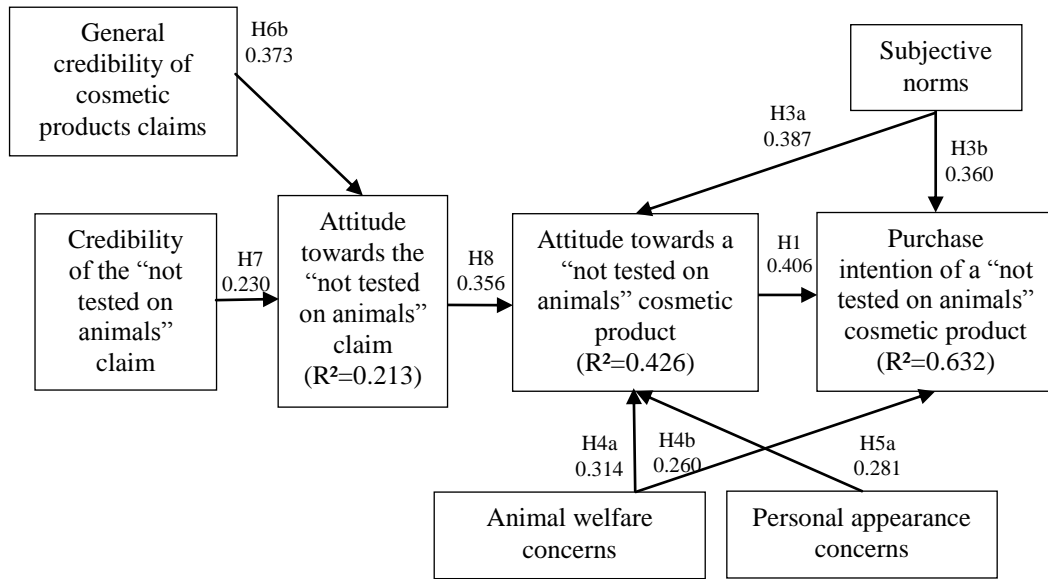 General
credibility of
cosmetic
products claims
H6b
0.373
Subjective
norms
H3a
0.387
H3b
0.360
Credibility
of the “not
tested on
animals”
claim
H7
0.230
Attitude
towards the
“not tested
on animals”
claim
(R²=0.213)
H8
0.356
Attitude towards a
“not tested on
animals” cosmetic
product
(R²=0.426)
H1
0.406
Purchase
intention of a “not
tested on animals”
cosmetic product
(R²=0.632)
H4a
0.314
H4b
0.260
H5a
0.281
Animal welfare
concerns
Personal appearance
concerns